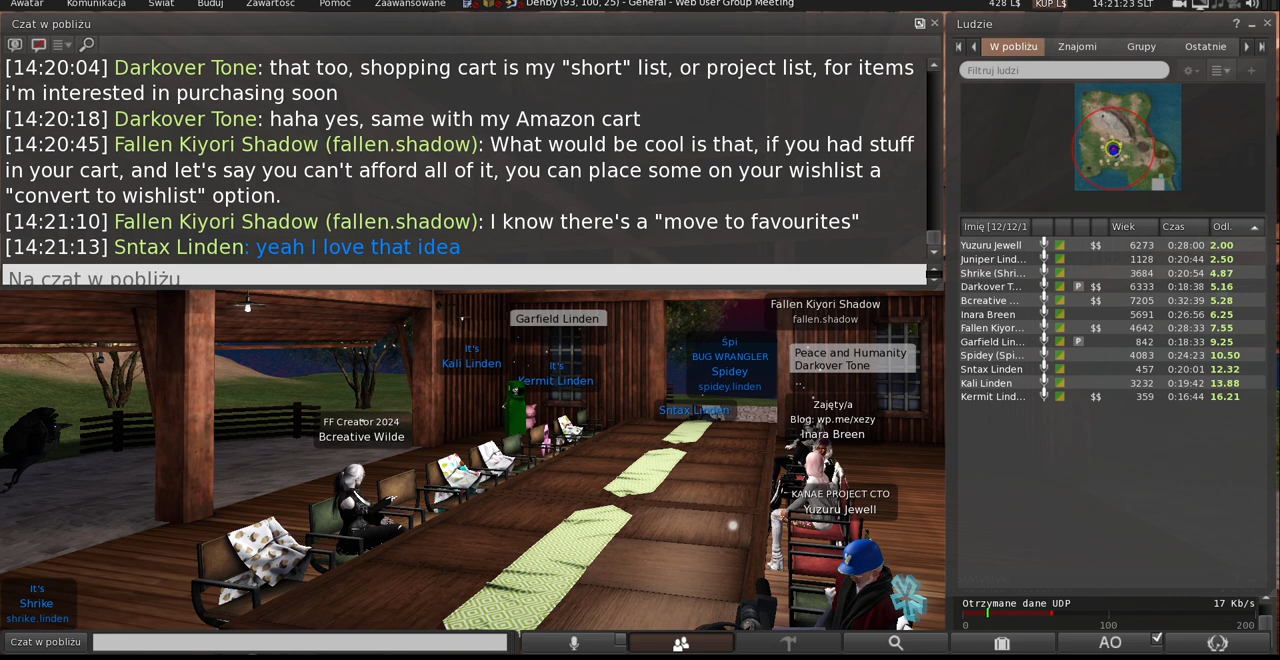 Awatar Komunikacja Świat Buduj Zawartość Pomoc Zaawansowane Denby (93, 100, 25) - General - Web User Group Meeting 428 L$ KUP L$ 14:21:23 SLT
Czat w pobliżu
[14:20:04] Darkover Tone: that too, shopping cart is my "short" list, or project list, for items
i'm interested in purchasing soon
[14:20:18] Darkover Tone: haha yes, same with my Amazon cart
[14:20:45] Fallen Kiyori Shadow (fallen.shadow): What would be cool is that, if you had stuff
in your cart, and let's say you can't afford all of it, you can place some on your wishlist a
"convert to wishlist" option.
[14:21:10] Fallen Kiyori Shadow (fallen.shadow): I know there's a "move to favourites"
[14:21:13] Sntax Linden: yeah I love that idea
Na czat w pobliżu
Fallen Kiyori Shadow
fallen.shadow
Garfield Linden
It's
Kali Linden
It's
Kermit Linden
Śpi
BUG WRANGLER
Spidey
spidey.linden
Peace and Humanity
Darkover Tone
Sntax Linden
Zajęty/a
Blog: wp.me/xezy
Inara Breen
FF Creator 2024
Bcreative Wilde
KANAE PROJECT CTO
Yuzuru Jewell
It's
Shrike
shrike.linden
Czat w pobliżu
Ludzie
? _ ×
W pobliżu Znajomi Grupy Ostatnie
Filtruj ludzi
Imię [12/12/1 Wiek Czas Odl.
Yuzuru Jewell $$ 6273 0:28:00 2.00
Juniper Lind... 1128 0:20:44 2.50
Shrike (Shri... 3684 0:20:54 4.87
Darkover T... P $$ 6333 0:18:38 5.16
Bcreative ... $$ 7205 0:32:39 5.28
Inara Breen 5691 0:26:56 6.25
Fallen Kiyor... $$ 4642 0:28:33 7.55
Garfield Lin... P 842 0:18:33 9.25
Spidey (Spi... 4083 0:24:23 10.50
Sntax Linden 457 0:20:01 12.32
Kali Linden 3232 0:19:42 13.88
Kermit Lind... $$ 359 0:16:44 16.21
Otrzymane dane UDP 17 Kb/s
0 100 200
AO